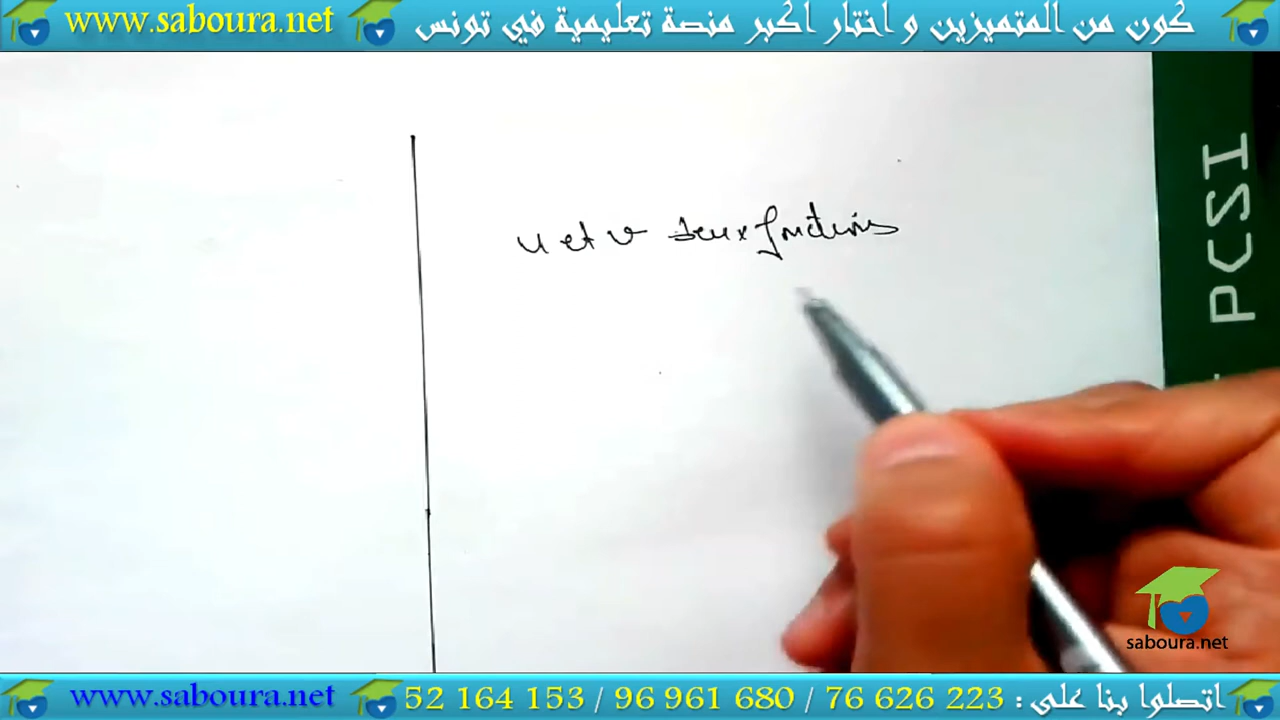 www.saboura.net كون من المتميزين و اختار اكبر منصة تعليمية في تونس
u et v deux fonctions
PCSI
saboura.net
www.saboura.net 52 164 153 / 96 961 680 / 76 626 223 : اتصلوا بنا على